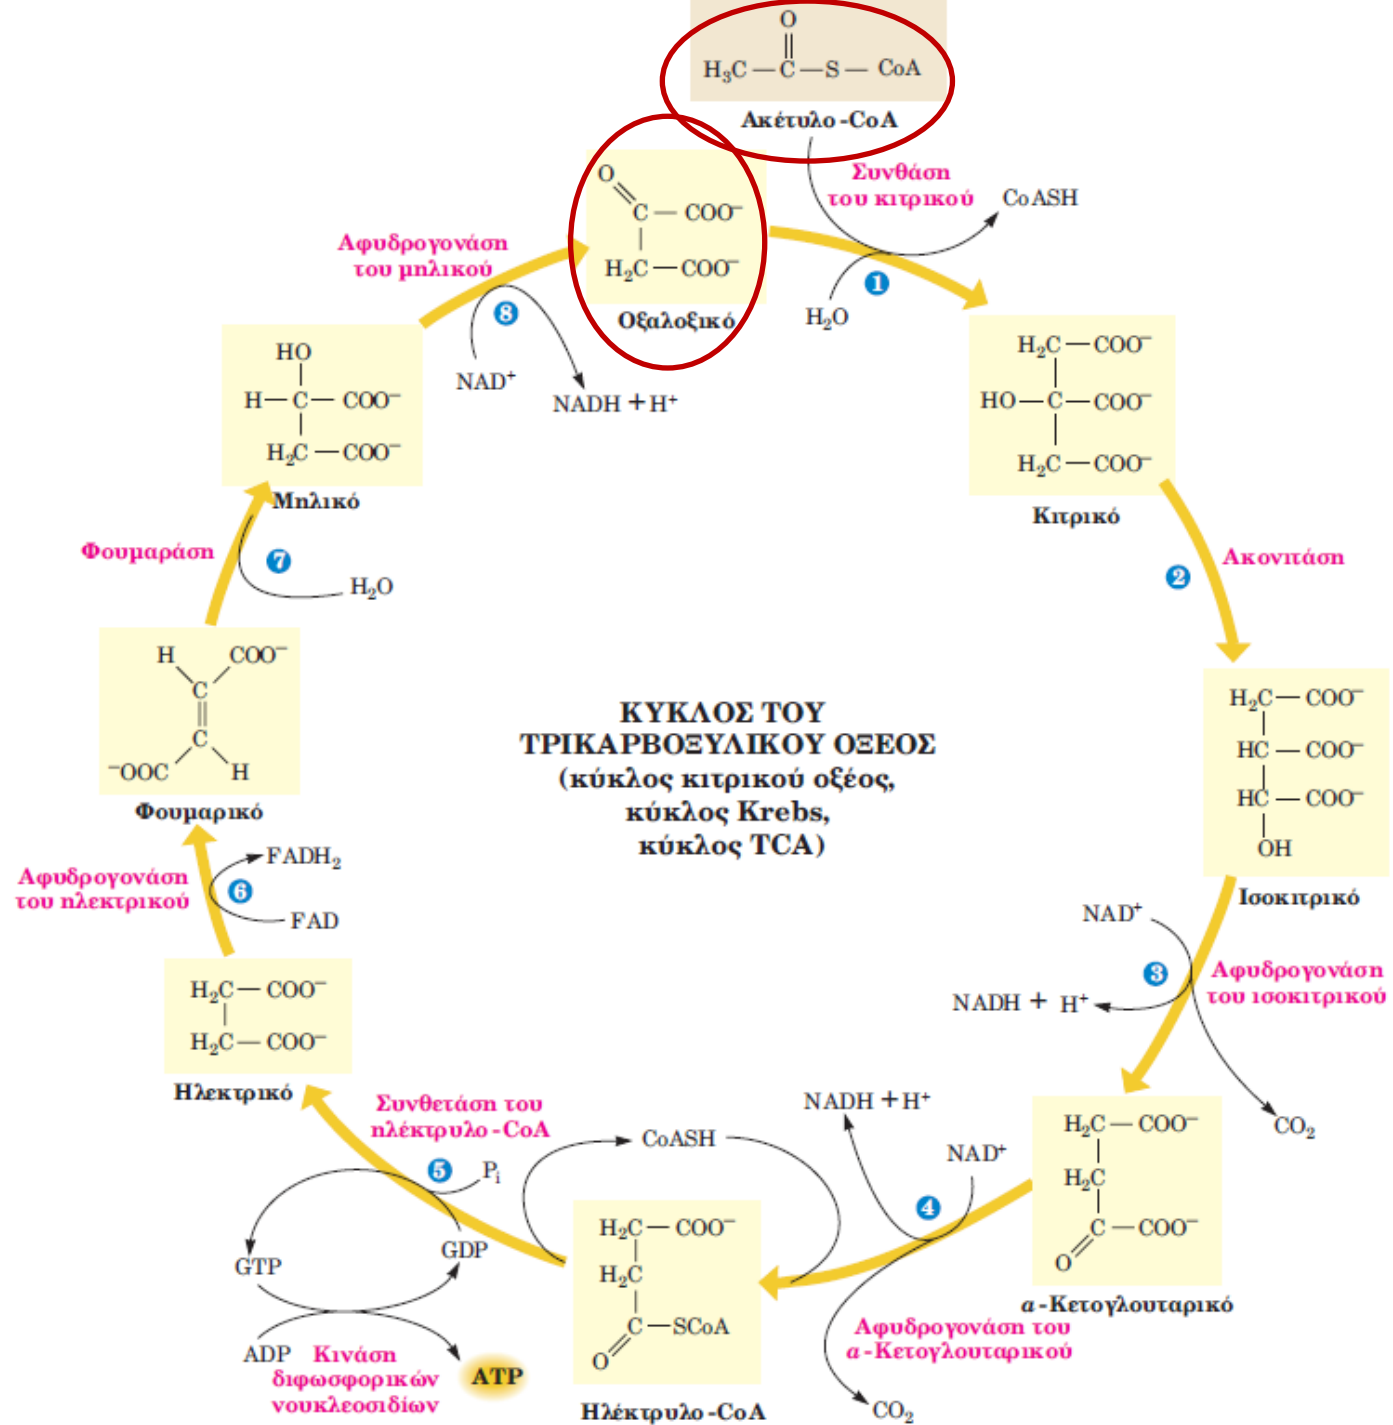 O
H₃C — C — S — CoA
Ακέτυλο-CoA
Συνθάση
του κιτρικού
CoASH
H₂O
1
O
C — COO⁻
H₂C — COO⁻
Οξαλοξικό
Αφυδρογονάση
του μηλικού
8
NAD⁺
NADH + H⁺
H₂C — COO⁻
HO — C — COO⁻
H₂C — COO⁻
Κιτρικό
HO
H — C — COO⁻
H₂C — COO⁻
Μηλικό
Ακονιτάση
2
Φουμαράση
7
H₂O
H₂C — COO⁻
HC — COO⁻
HC — COO⁻
OH
Ισοκιτρικό
H COO⁻
C
C
⁻OOC H
Φουμαρικό
ΚΥΚΛΟΣ ΤΟΥ
ΤΡΙΚΑΡΒΟΞΥΛΙΚΟΥ ΟΞΕΟΣ
(κύκλος κιτρικού οξέος,
κύκλος Krebs,
κύκλος TCA)
FADH₂
Αφυδρογονάση
του ηλεκτρικού
6
FAD
NAD⁺
3
Αφυδρογονάση
του ισοκιτρικού
NADH + H⁺
CO₂
H₂C — COO⁻
H₂C — COO⁻
Ηλεκτρικό
H₂C — COO⁻
H₂C
C — COO⁻
O
α-Κετογλουταρικό
NADH + H⁺
NAD⁺
4
Αφυδρογονάση του
α-Κετογλουταρικού
CO₂
Συνθετάση του
ηλέκτρυλο-CoA
CoASH
5
Pᵢ
H₂C — COO⁻
H₂C
C — SCoA
O
Ηλέκτρυλο-CoA
GTP
GDP
ADP
Κινάση
διφωσφορικών
νουκλεοσιδίων
ATP